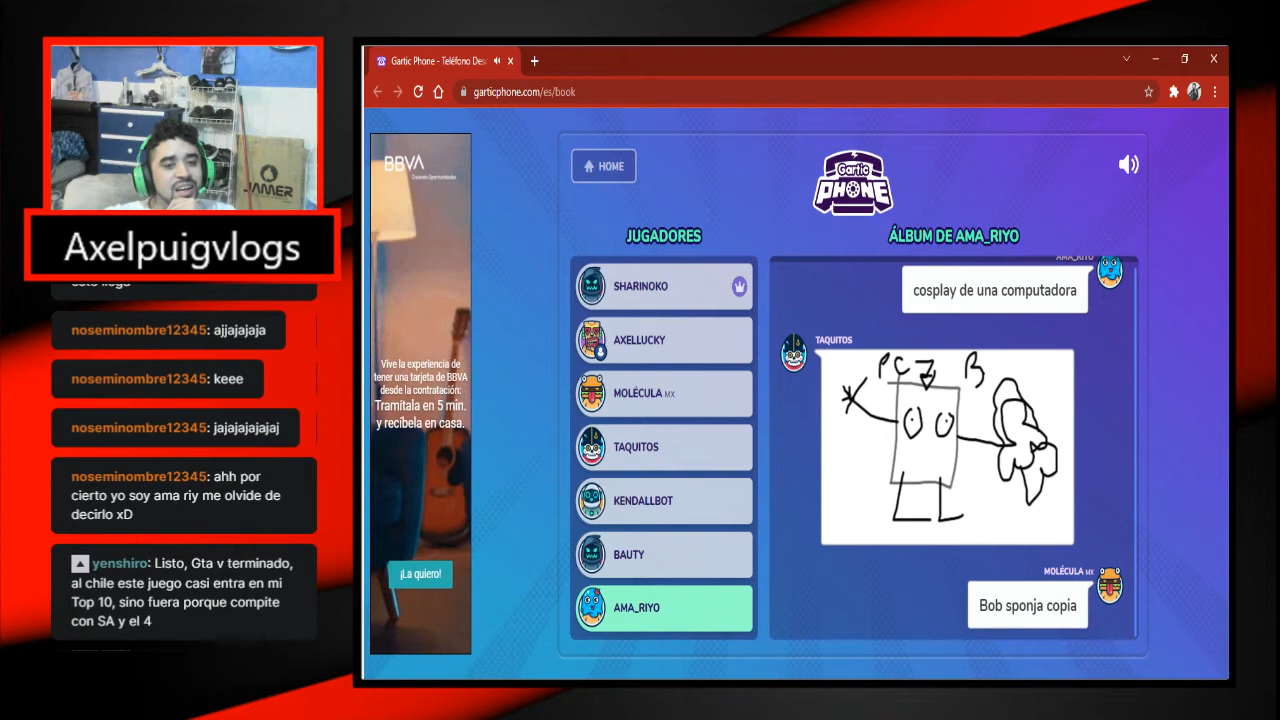 Axelpuigvlogs
noseminombre12345: ajjajajaja
noseminombre12345: keee
noseminombre12345: jajajajajaj
noseminombre12345: ahh por
cierto yo soy ama riy me olvide de
decirlo xD
yenshiro: Listo, Gta v terminado,
al chile este juego casi entra en mi
Top 10, sino fuera porque compite
con SA y el 4
JAMER
Gartic Phone - Teléfono Des
garticphone.com/es/book
BBVA
Creando Oportunidades
Vive la experiencia de
tener una tarjeta de BBVA
desde la contratación:
Tramítala en 5 min.
y recíbela en casa.
¡La quiero!
HOME
Gartic
PHONE
JUGADORES
SHARINOKO
AXELLUCKY
MOLÉCULA MX
TAQUITOS
KENDALLBOT
BAUTY
AMA_RIYO
ÁLBUM DE AMA_RIYO
AMA_RIYO
cosplay de una computadora
TAQUITOS
PC
B
MOLÉCULA MX
Bob sponja copia